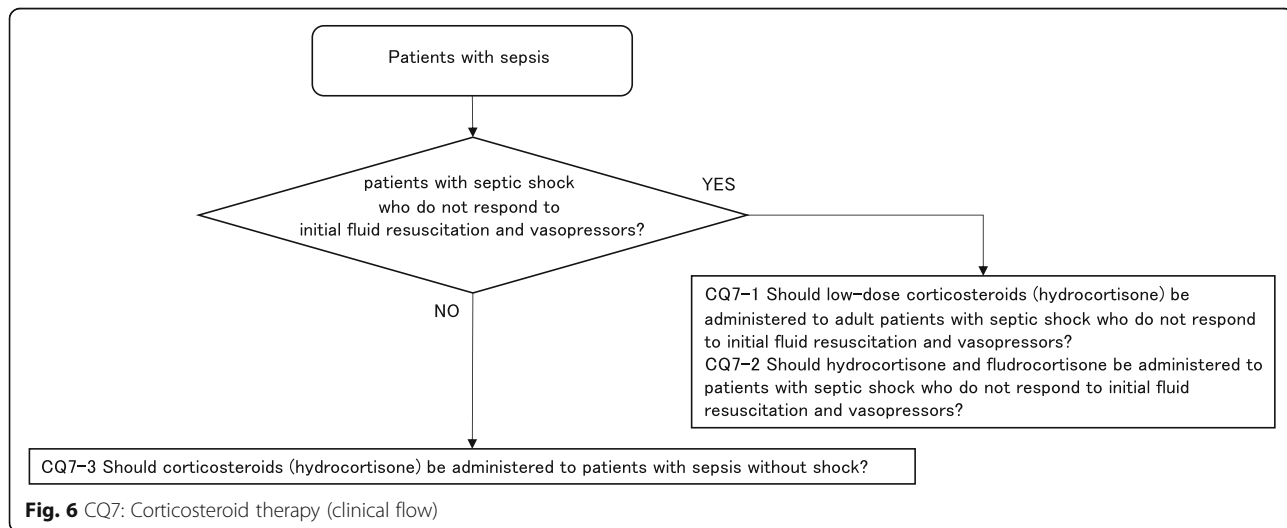 Patients with sepsis
patients with septic shock
who do not respond to
initial fluid resuscitation and vasopressors?
YES
NO
CQ7-1 Should low-dose corticosteroids (hydrocortisone) be
administered to adult patients with septic shock who do not respond
to initial fluid resuscitation and vasopressors?
CQ7-2 Should hydrocortisone and fludrocortisone be administered to
patients with septic shock who do not respond to initial fluid
resuscitation and vasopressors?
CQ7-3 Should corticosteroids (hydrocortisone) be administered to patients with sepsis without shock?
Fig. 6 CQ7: Corticosteroid therapy (clinical flow)